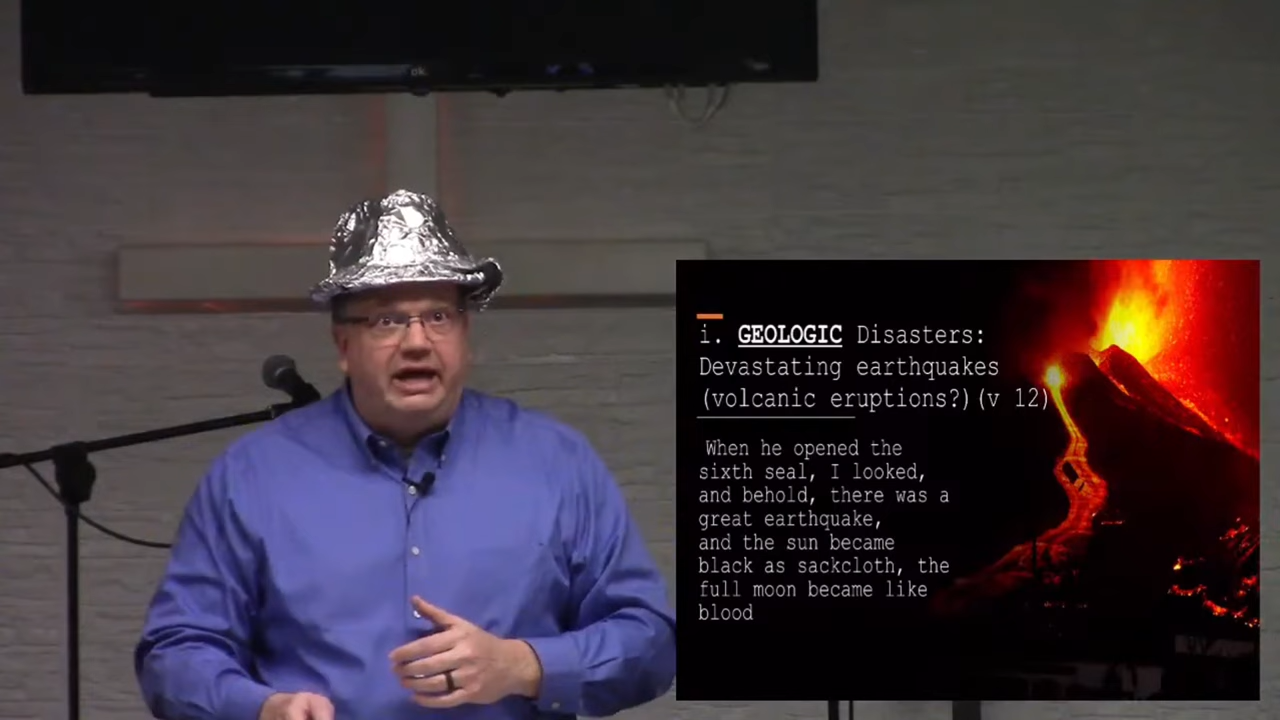 ok
i. GEOLOGIC Disasters:
Devastating earthquakes
(volcanic eruptions?)(v 12)
When he opened the
sixth seal, I looked,
and behold, there was a
great earthquake,
and the sun became
black as sackcloth, the
full moon became like
blood